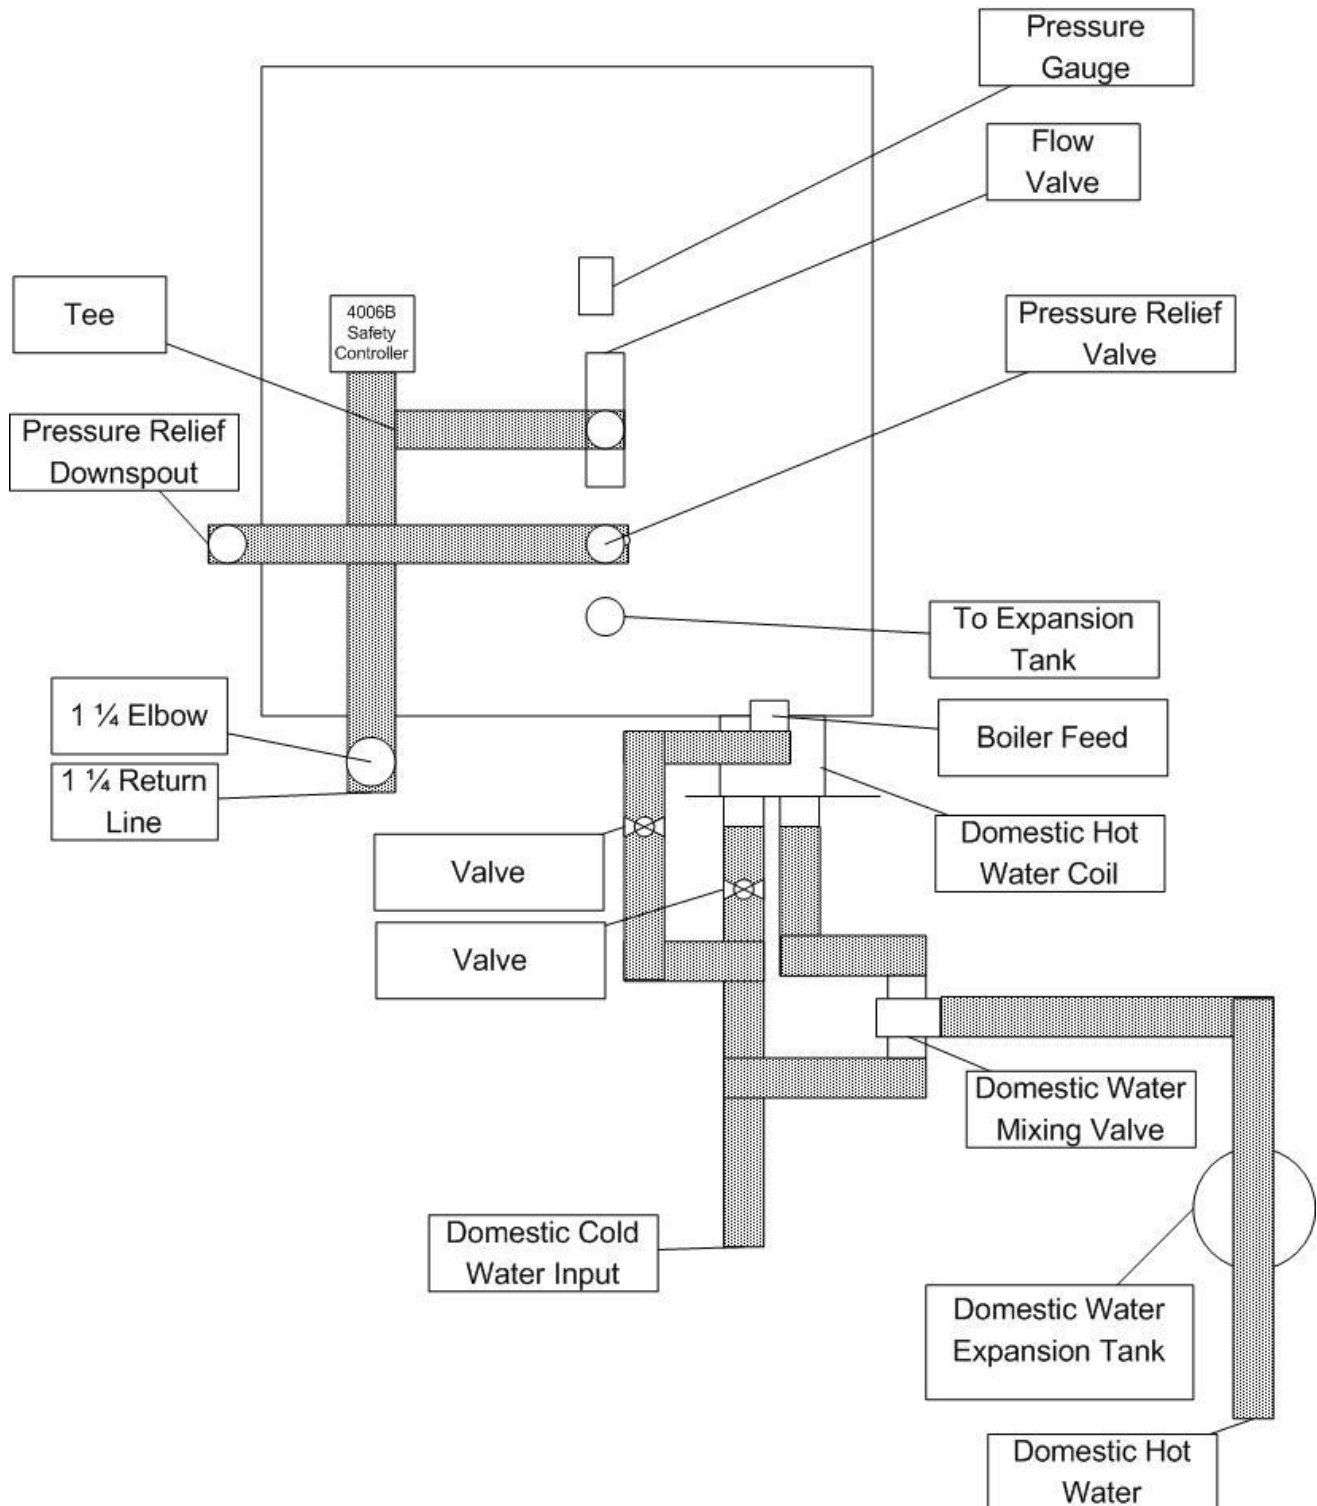 Pressure
Gauge
Flow
Valve
Tee
4006B
Safety
Controller
Pressure Relief
Valve
Pressure Relief
Downspout
To Expansion
Tank
1 ¼ Elbow
Boiler Feed
1 ¼ Return
Line
Valve
Domestic Hot
Water Coil
Valve
Domestic Water
Mixing Valve
Domestic Cold
Water Input
Domestic Water
Expansion Tank
Domestic Hot
Water